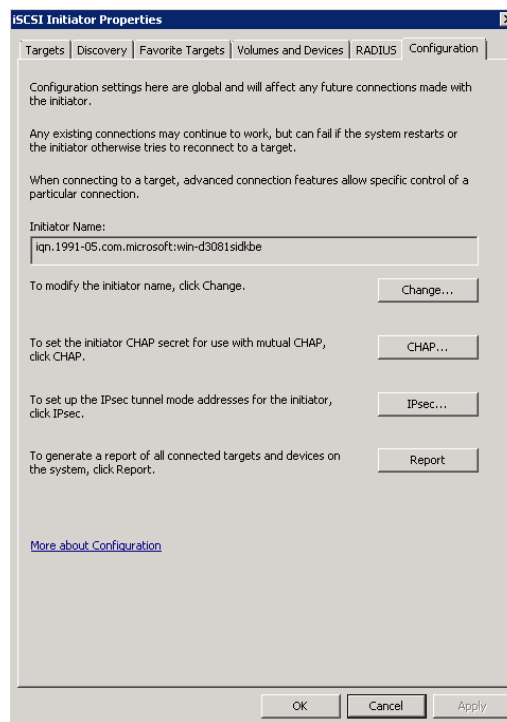 iSCSI Initiator Properties
Targets Discovery Favorite Targets Volumes and Devices RADIUS Configuration
Configuration settings here are global and will affect any future connections made with
the initiator.
Any existing connections may continue to work, but can fail if the system restarts or
the initiator otherwise tries to reconnect to a target.
When connecting to a target, advanced connection features allow specific control of a
particular connection.
Initiator Name:
iqn.1991-05.com.microsoft:win-d3081sidkbe
To modify the initiator name, click Change.
Change...
To set the initiator CHAP secret for use with mutual CHAP,
click CHAP.
CHAP...
To set up the IPsec tunnel mode addresses for the initiator,
click IPsec.
IPsec...
To generate a report of all connected targets and devices on
the system, click Report.
Report
More about Configuration
OK Cancel Apply